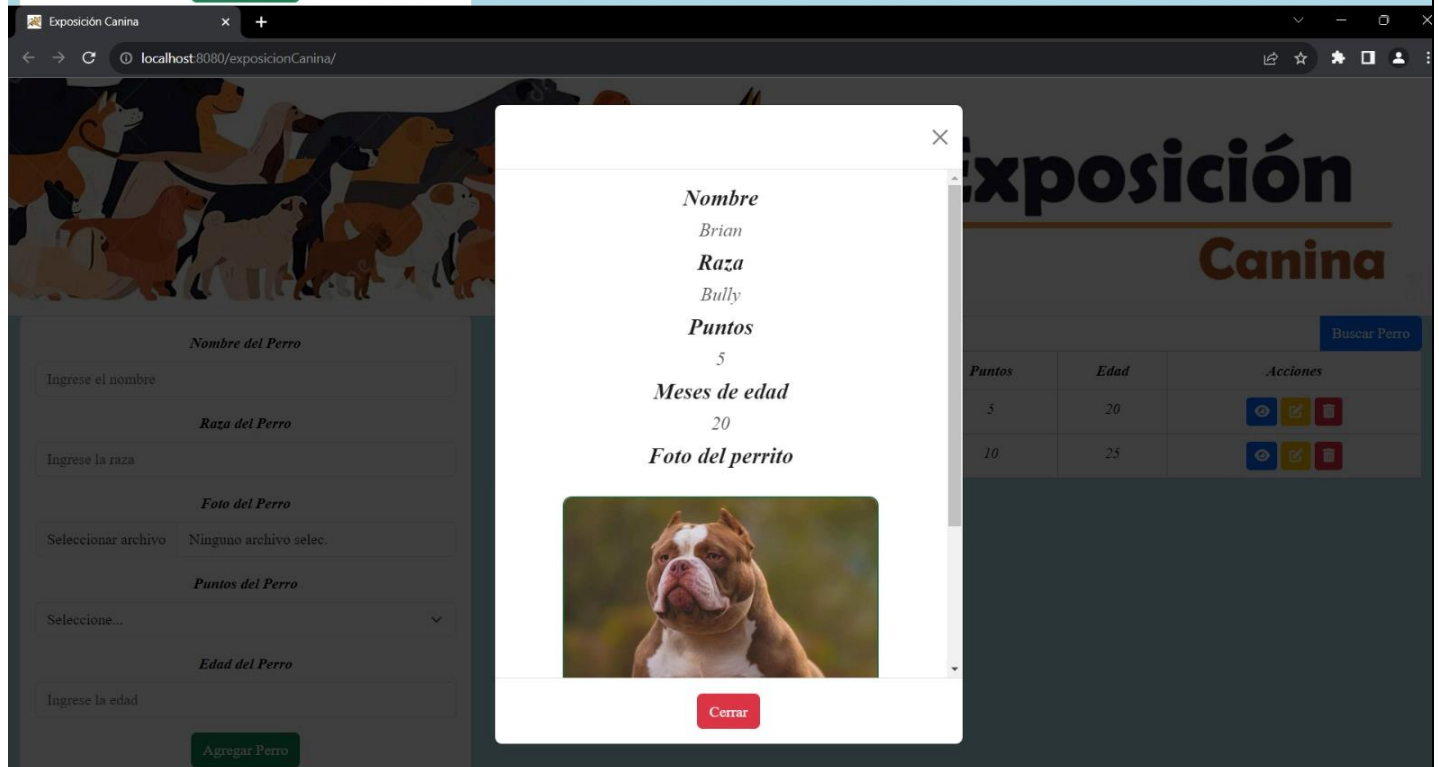 Exposición Canina
localhost:8080/exposicionCanina/
Exposición
Canina
Nombre
Brian
Raza
Bully
Puntos
5
Meses de edad
20
Foto del perrito
Cerrar
Nombre del Perro
Ingrese el nombre
Raza del Perro
Ingrese la raza
Foto del Perro
Seleccionar archivo Ninguno archivo selec.
Puntos del Perro
Seleccione...
Edad del Perro
Ingrese la edad
Agregar Perro
Buscar Perro
Puntos Edad Acciones
5 20
10 25